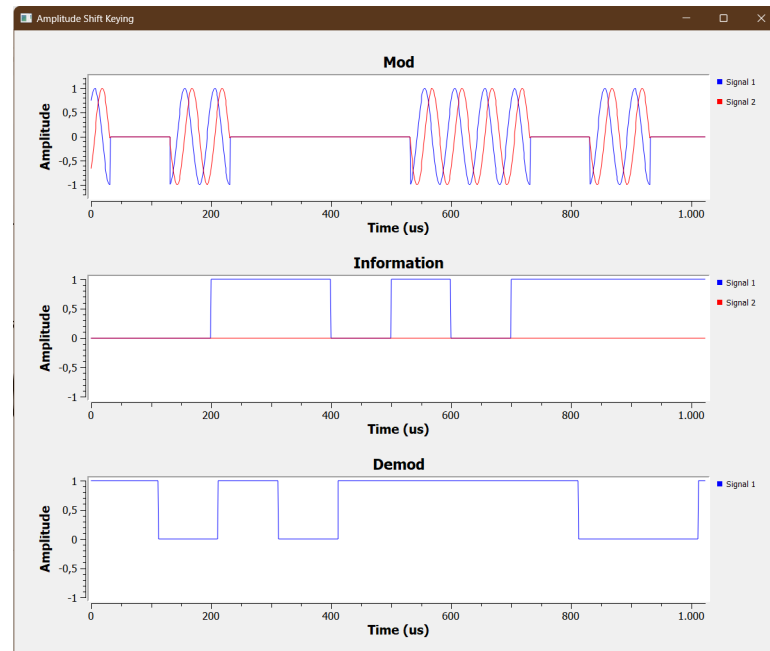 Amplitude Shift Keying
Mod
Signal 1
Signal 2
Amplitude
1
0,5
0
-0,5
-1
0 200 400 600 800 1.000
Time (us)
Information
Signal 1
Signal 2
Amplitude
1
0,5
0
-0,5
-1
0 200 400 600 800 1.000
Time (us)
Demod
Signal 1
Amplitude
1
0,5
0
-0,5
-1
0 200 400 600 800 1.000
Time (us)